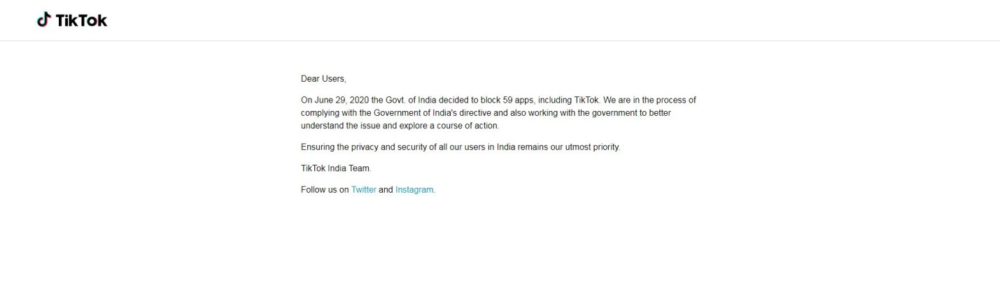 TikTok
Dear Users,
On June 29, 2020 the Govt. of India decided to block 59 apps, including TikTok. We are in the process of
complying with the Government of India's directive and also working with the government to better
understand the issue and explore a course of action.
Ensuring the privacy and security of all our users in India remains our utmost priority.
TikTok India Team.
Follow us on Twitter and Instagram.